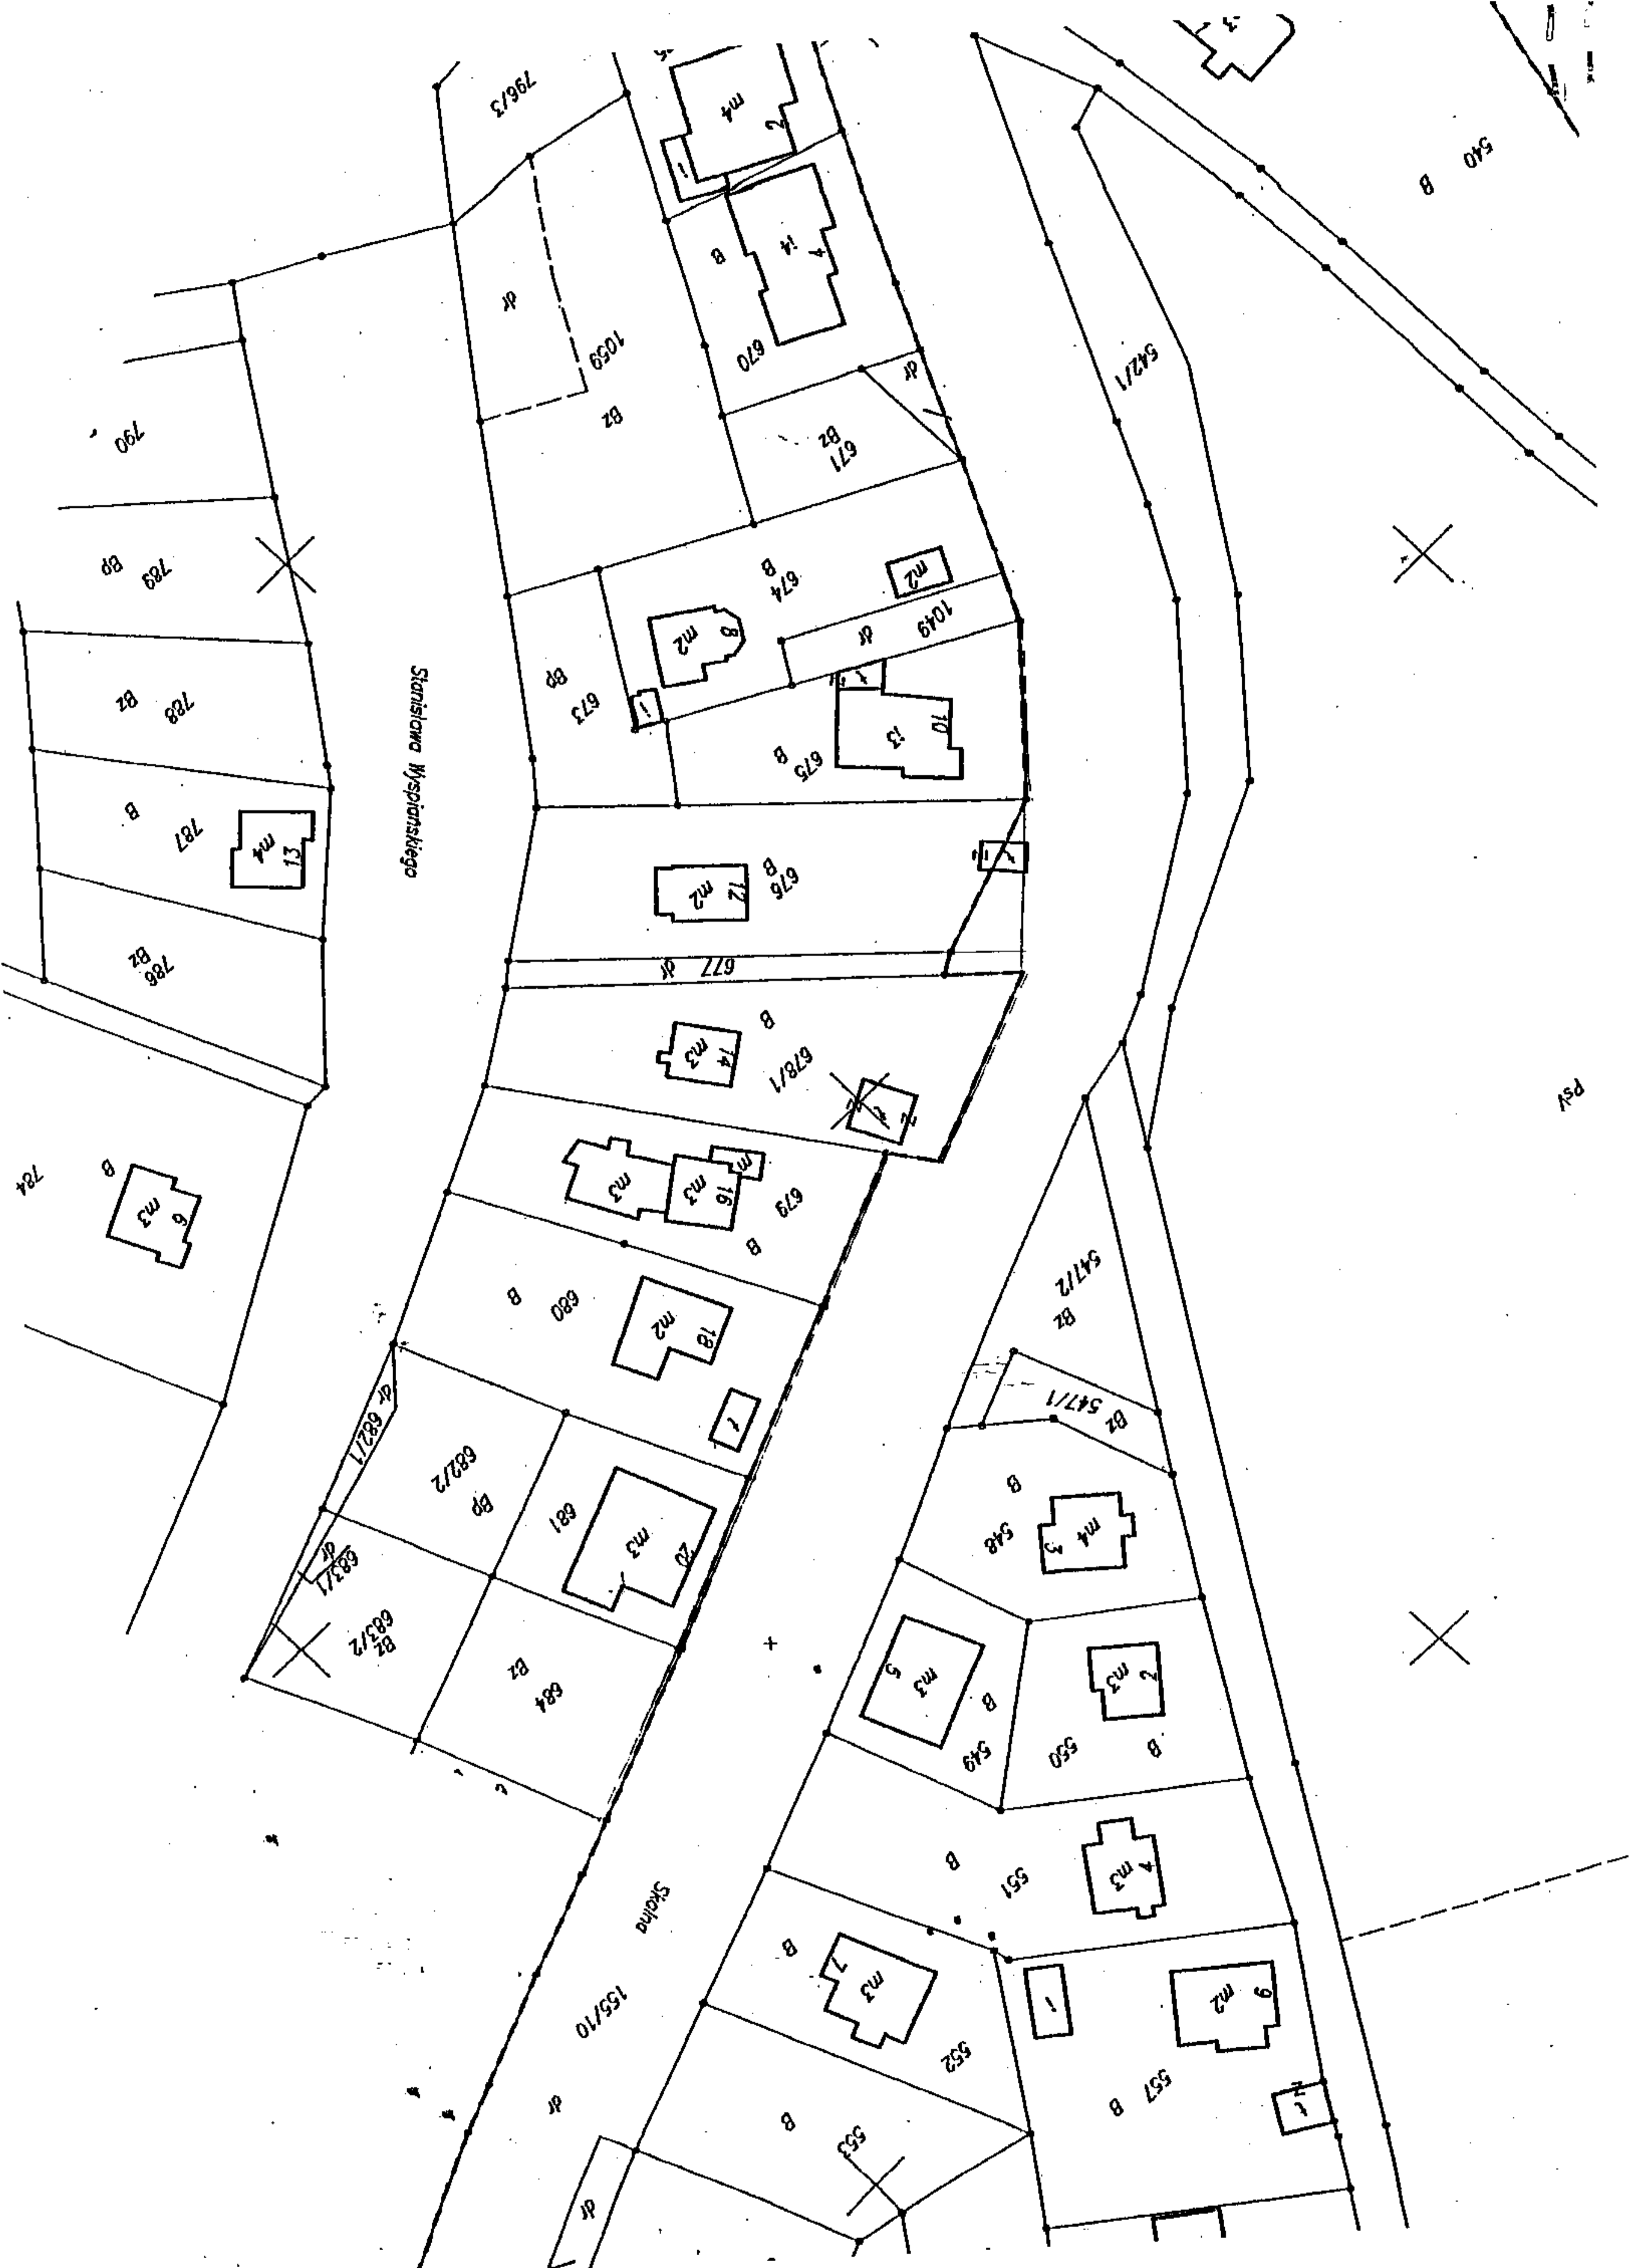 796/3
m4
2
i
540
B
B
i4
4
dr
1059
Bz
670
dr
542/1
790
Bz
671
789
Bp
B
674
m2
1049
dr
m2
8
Bp
673
i
t
i3
10
B
675
788
Bz
Stanisława Wyspiańskiego
B
787
m4
13
m2
12
B
676
t
786
Bz
677
dr
B
m3
14
678/1
t
2
PsV
784
B
m3
6
m3
m3
16
m
679
B
B
680
m2
18
547/2
Bz
t
547/1
Bz
dr
682/1
682/2
Bp
681
m3
20
B
548
m4
3
dr
683/1
683/2
Bz
Bz
684
m3
5
B
549
m3
2
550
B
B
551
m3
4
Skalna
B
m3
7
552
i
m2
9
155/10
557
B
t
dr
B
553
dr